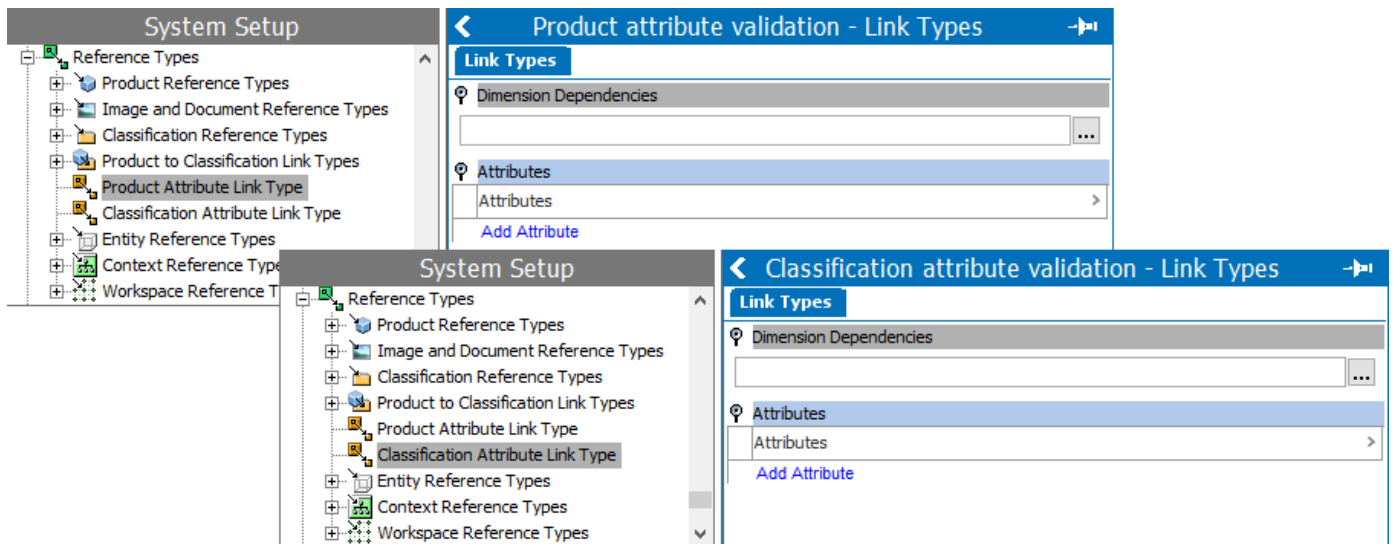 System Setup
Reference Types
Product Reference Types
Image and Document Reference Types
Classification Reference Types
Product to Classification Link Types
Product Attribute Link Type
Classification Attribute Link Type
Entity Reference Types
Context Reference Type
Workspace Reference T
Product attribute validation - Link Types
Link Types
Dimension Dependencies
...
Attributes
Attributes >
Add Attribute
System Setup
Reference Types
Product Reference Types
Image and Document Reference Types
Classification Reference Types
Product to Classification Link Types
Product Attribute Link Type
Classification Attribute Link Type
Entity Reference Types
Context Reference Types
Workspace Reference Types
Classification attribute validation - Link Types
Link Types
Dimension Dependencies
...
Attributes
Attributes >
Add Attribute